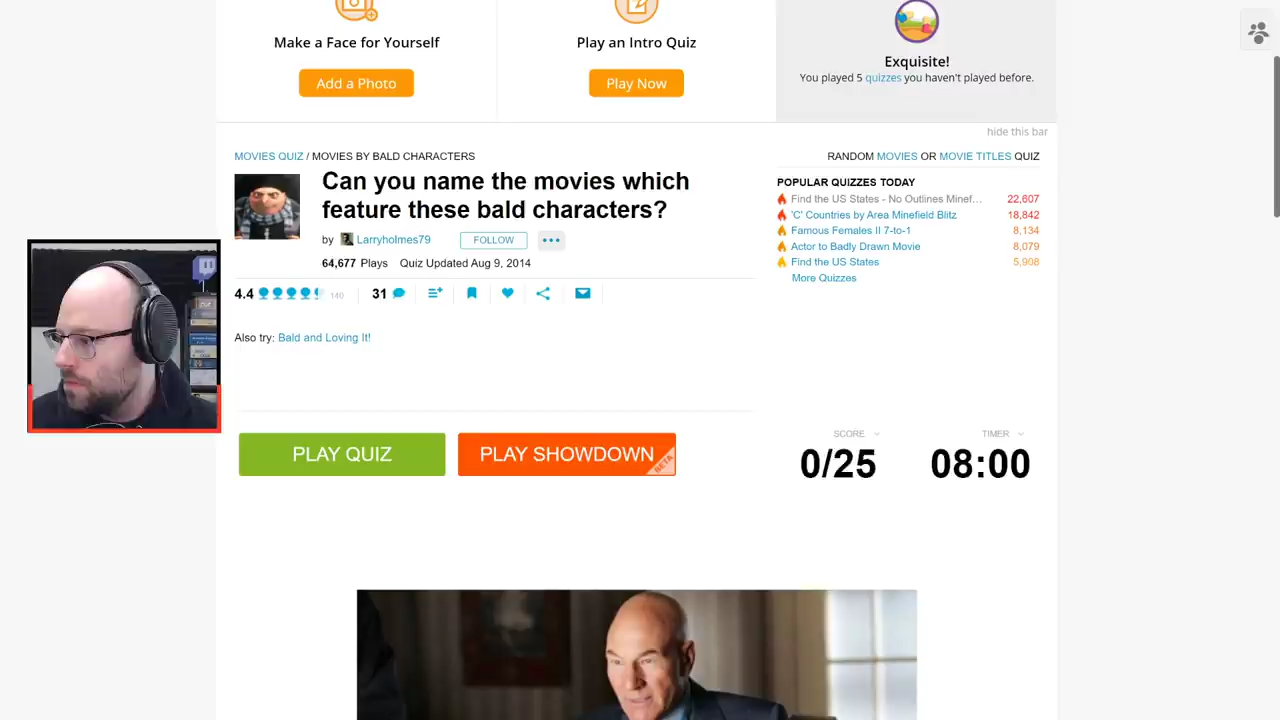 Make a Face for Yourself
Add a Photo
Play an Intro Quiz
Play Now
Exquisite!
You played 5 quizzes you haven't played before.
hide this bar
MOVIES QUIZ / MOVIES BY BALD CHARACTERS
Can you name the movies which
feature these bald characters?
by Larryholmes79
FOLLOW
64,677 Plays Quiz Updated Aug 9, 2014
4.4 140 31
Also try: Bald and Loving It!
RANDOM MOVIES OR MOVIE TITLES QUIZ
POPULAR QUIZZES TODAY
Find the US States - No Outlines Minef... 22,607
'C' Countries by Area Minefield Blitz 18,842
Famous Females II 7-to-1 8,134
Actor to Badly Drawn Movie 8,079
Find the US States 5,908
More Quizzes
PLAY QUIZ
PLAY SHOWDOWN
BETA
SCORE
0/25
TIMER
08:00